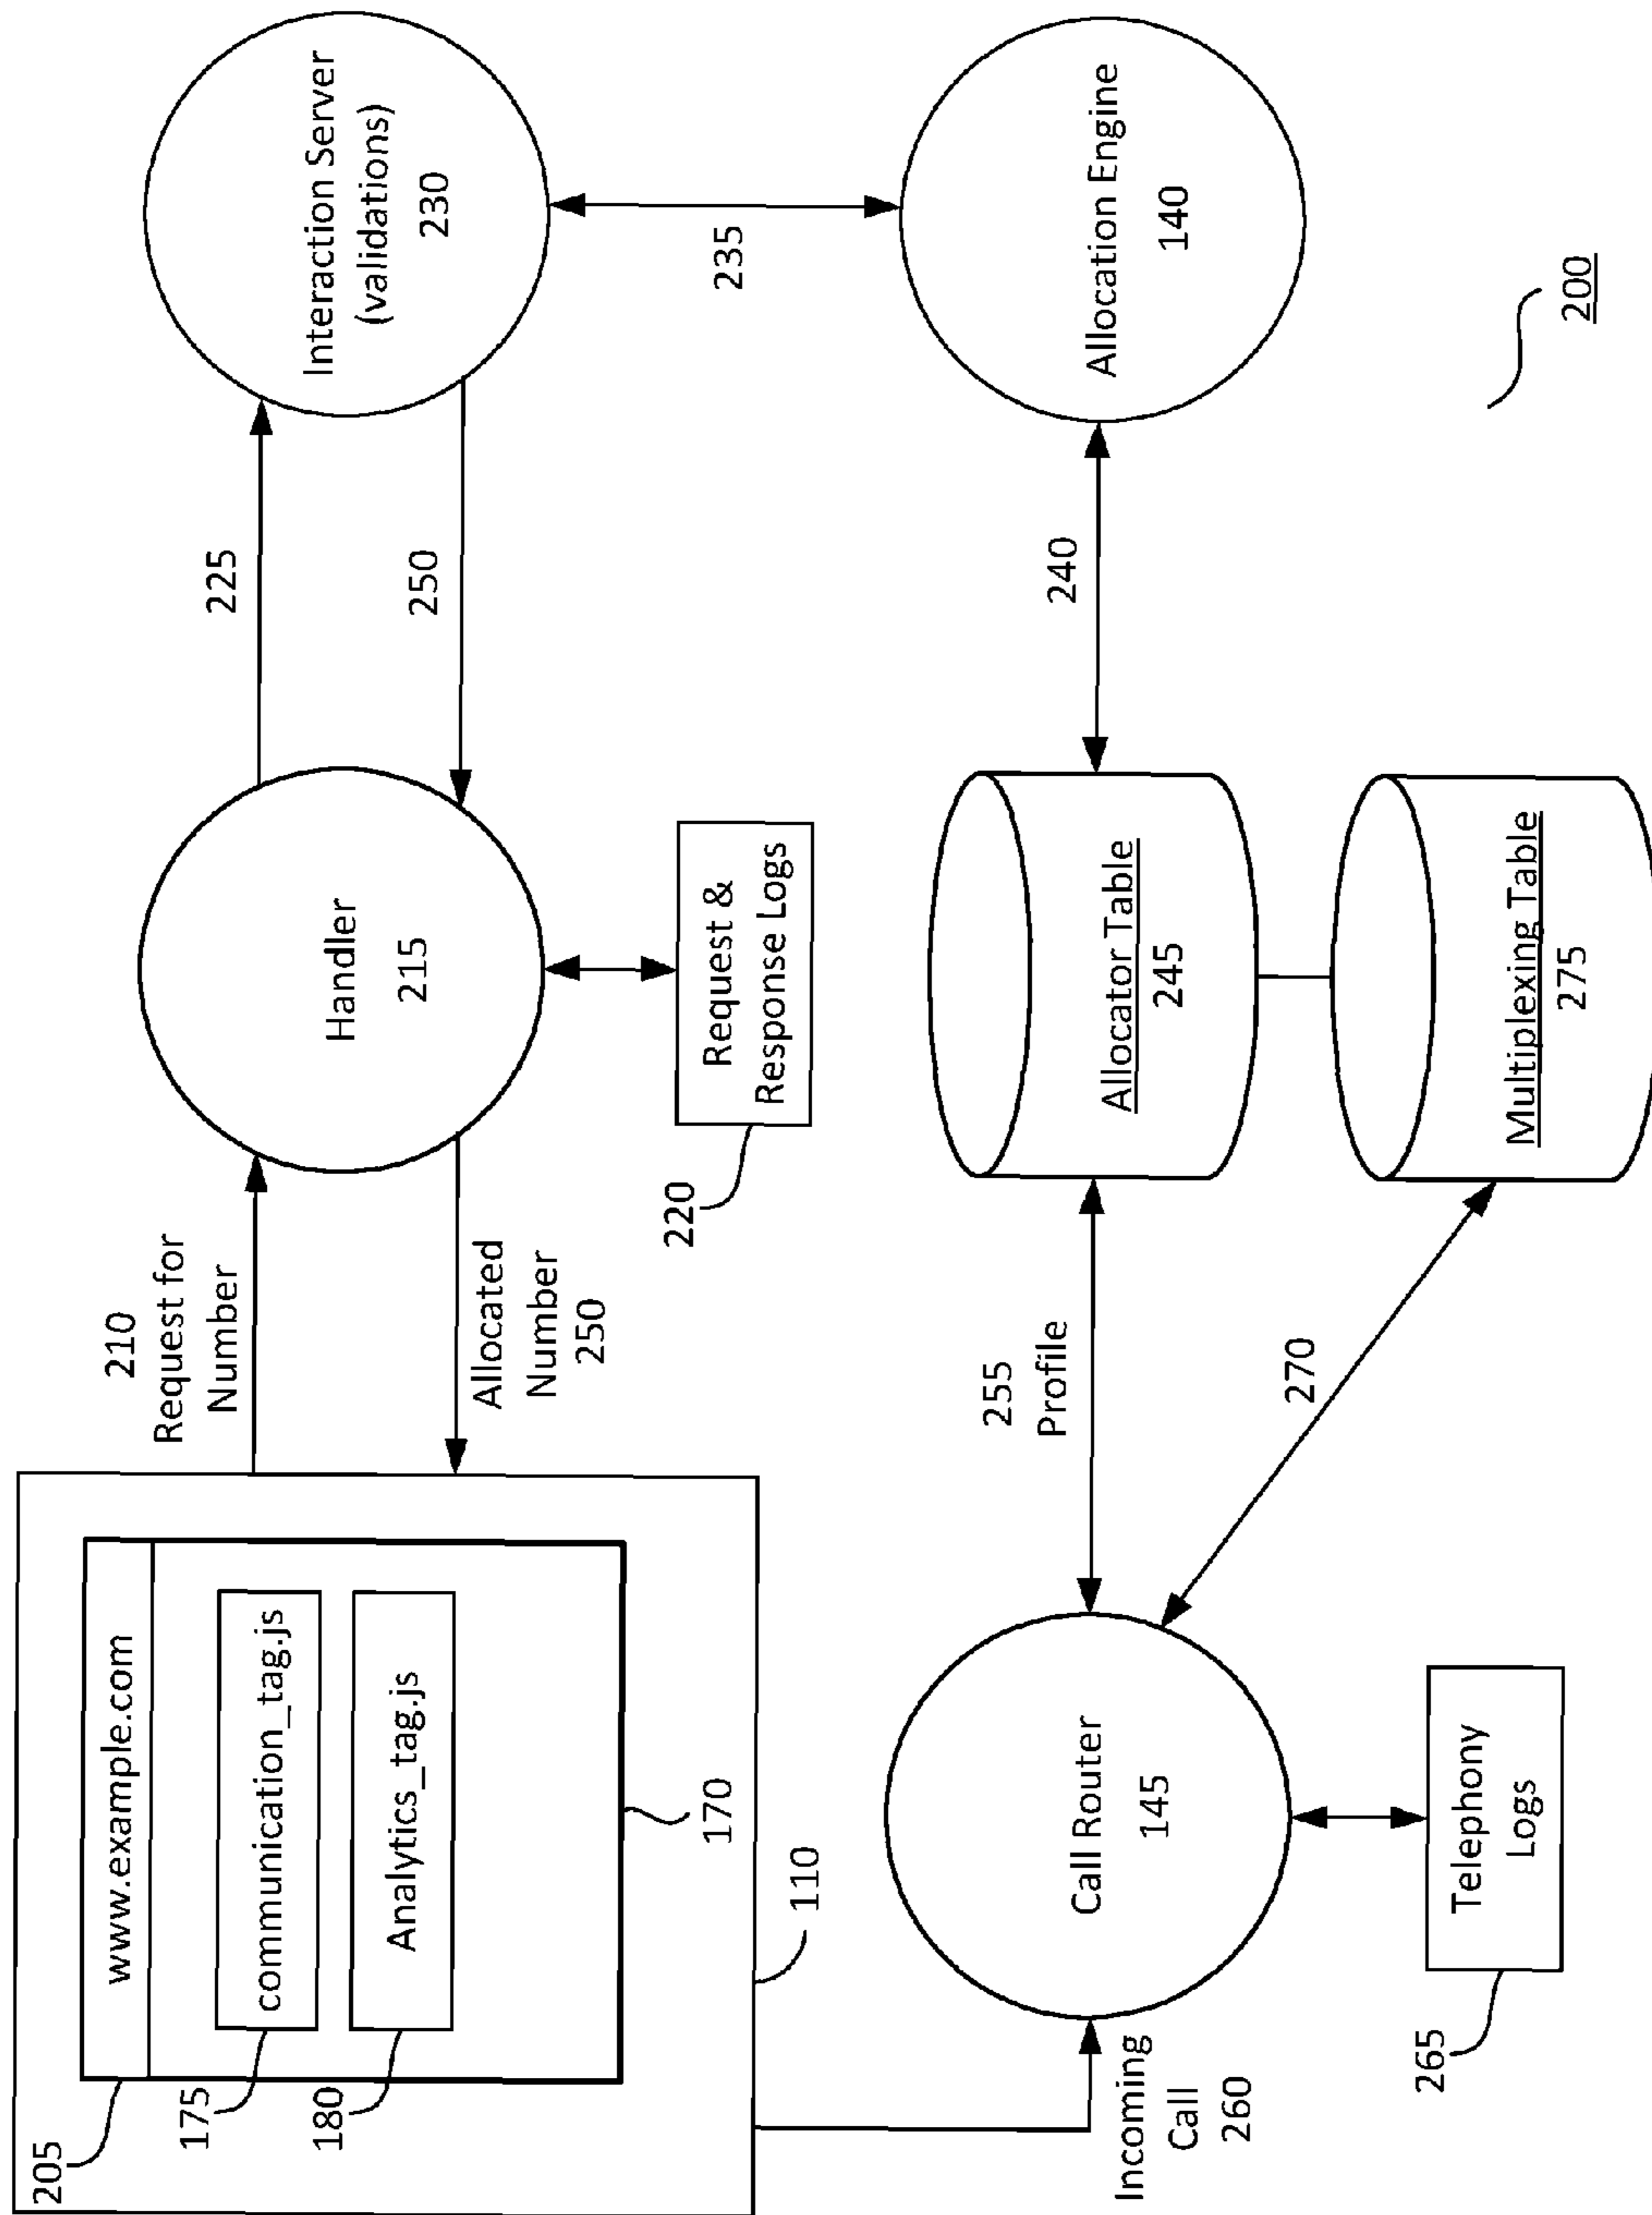 205
www.example.com
175
communication_tag.js
180
Analytics_tag.js
170
110
210
Request for
Number
Allocated
Number
250
Handler
215
220
Request &
Response Logs
225
250
Interaction Server
(validations)
230
235
Incoming
Call
260
Call Router
145
265
Telephony
Logs
255
Profile
270
Allocator Table
245
Multiplexing Table
275
240
Allocation Engine
140
200